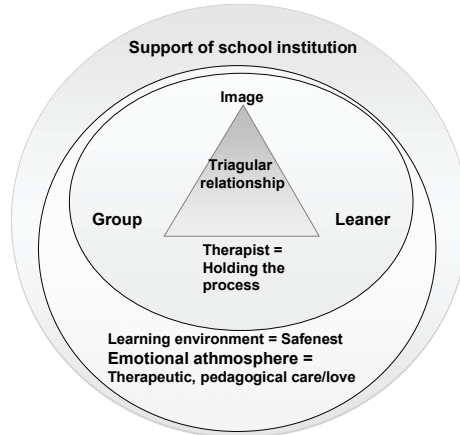 Support of school institution
Image
Triagular
relationship
Group
Leaner
Therapist =
Holding the
process
Learning environment = Safenest
Emotional athmosphere =
Therapeutic, pedagogical care/love